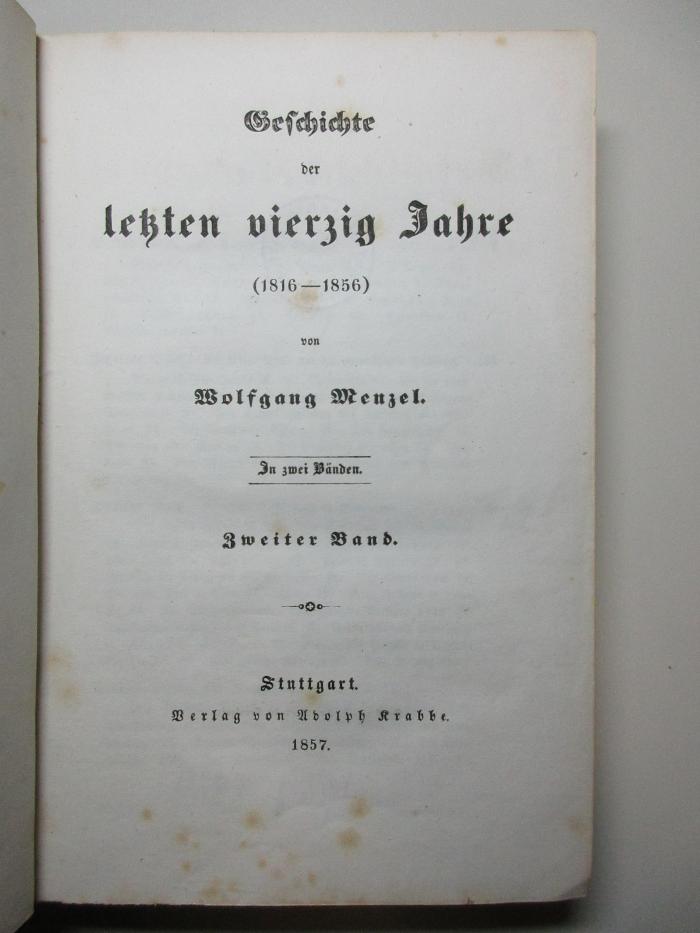 Geschichte
der
letzten vierzig Jahre
(1816—1856)
von
Wolfgang Menzel.
In zwei Bänden.
Zweiter Band.
Stuttgart.
Verlag von Adolph Krabbe.
1857.